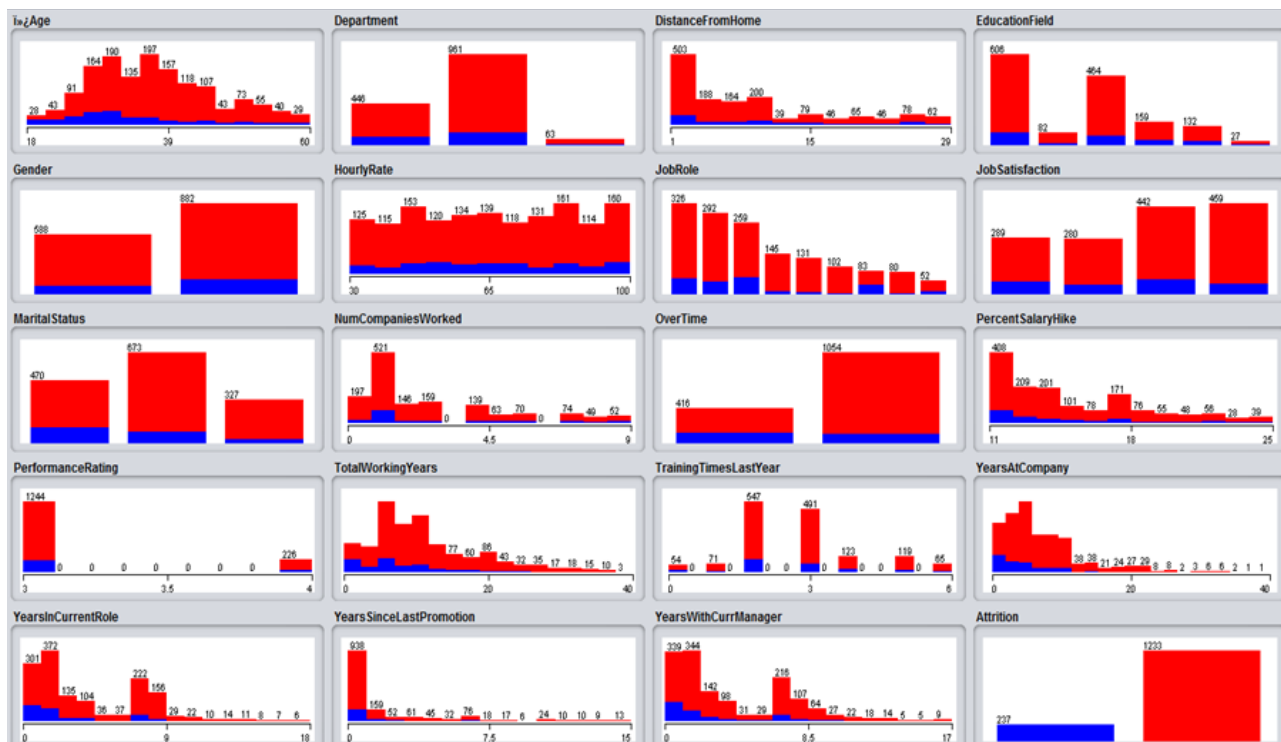 ï»¿Age
28 43 91 164 190 135 197 157 118 107 43 73 55 40 29
18 39 60
Department
446 961 63
DistanceFromHome
503 188 164 200 39 79 46 65 46 78 62
1 15 29
EducationField
606 82 464 159 132 27
Gender
588 882
HourlyRate
125 115 153 120 134 139 118 131 161 114 160
30 65 100
JobRole
326 292 259 145 131 102 83 80 52
JobSatisfaction
289 280 442 459
MaritalStatus
470 673 327
NumCompaniesWorked
197 521 146 159 0 139 63 70 0 74 49 52
0 4.5 9
OverTime
416 1054
PercentSalaryHike
408 209 201 101 78 171 76 55 48 56 28 39
11 18 25
PerformanceRating
1244 0 0 0 0 0 0 0 226
3 3.5 4
TotalWorkingYears
77 60 86 43 32 35 17 18 15 10 3
0 20 40
TrainingTimesLastYear
54 0 71 0 547 0 491 0 123 0 119 0 65
0 3 6
YearsAtCompany
38 38 21 24 27 29 8 8 2 3 6 6 2 1 1
0 20 40
YearsInCurrentRole
301 372 135 104 36 37 222 156 29 22 10 14 11 8 7 6
0 9 18
YearsSinceLastPromotion
938 159 52 61 45 32 76 18 17 6 24 10 10 9 13
0 7.5 15
YearsWithCurrManager
339 344 142 98 31 29 216 107 64 27 22 18 14 5 5 9
0 8.5 17
Attrition
237 1233